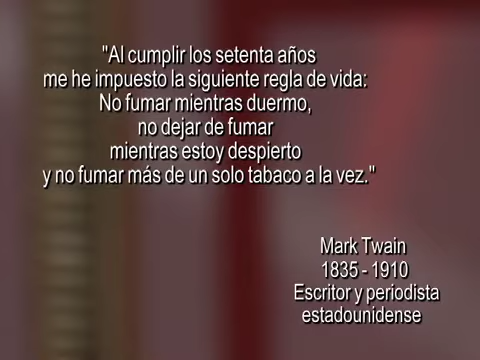 "Al cumplir los setenta años
me he impuesto la siguiente regla de vida:
No fumar mientras duermo,
no dejar de fumar
mientras estoy despierto
y no fumar más de un solo tabaco a la vez."
Mark Twain
1835 - 1910
Escritor y periodista
estadounidense